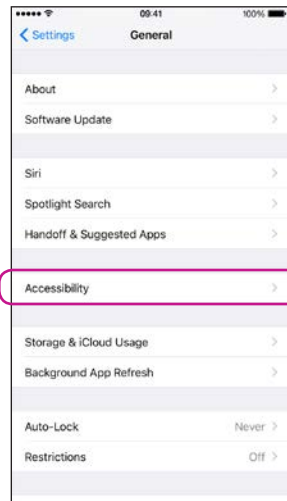 09:41 100%
Settings General
About
Software Update
Siri
Spotlight Search
Handoff & Suggested Apps
Accessibility
Storage & iCloud Usage
Background App Refresh
Auto-Lock Never
Restrictions Off